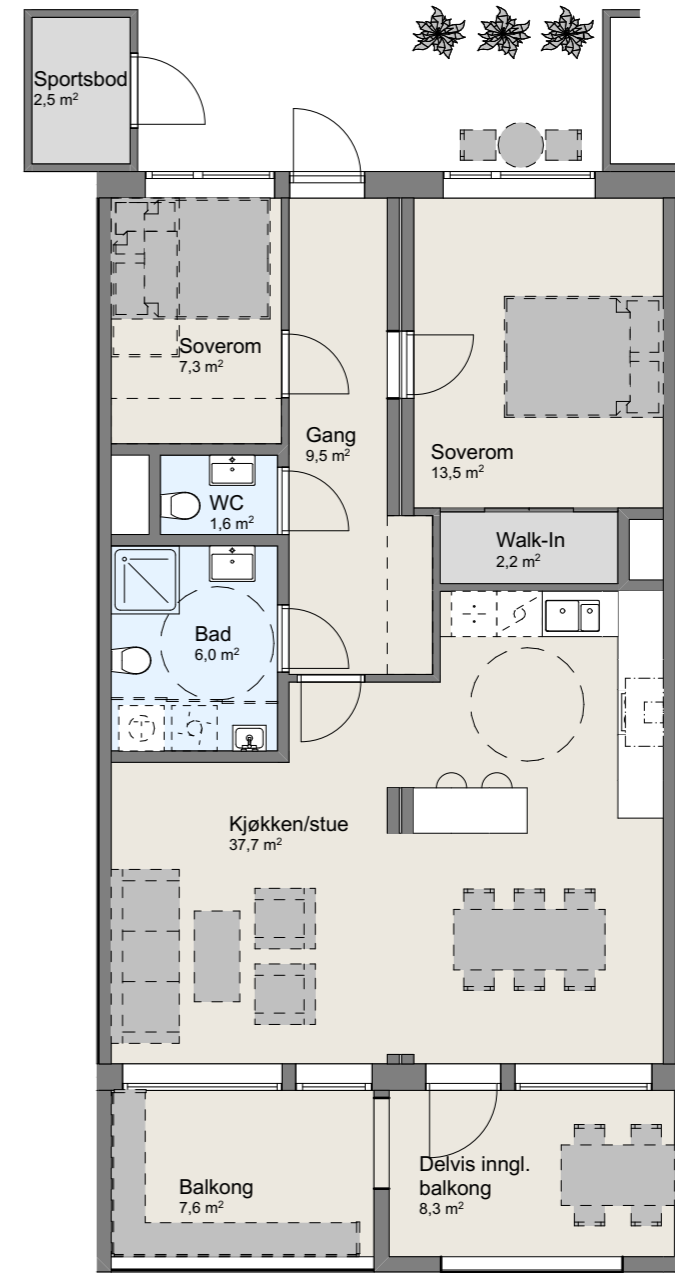 Sportsbod
2,5 m²
Soverom
7,3 m²
Gang
9,5 m²
Soverom
13,5 m²
WC
1,6 m²
Walk-In
2,2 m²
Bad
6,0 m²
Kjøkken/stue
37,7 m²
Balkong
7,6 m²
Delvis inngl.
balkong
8,3 m²